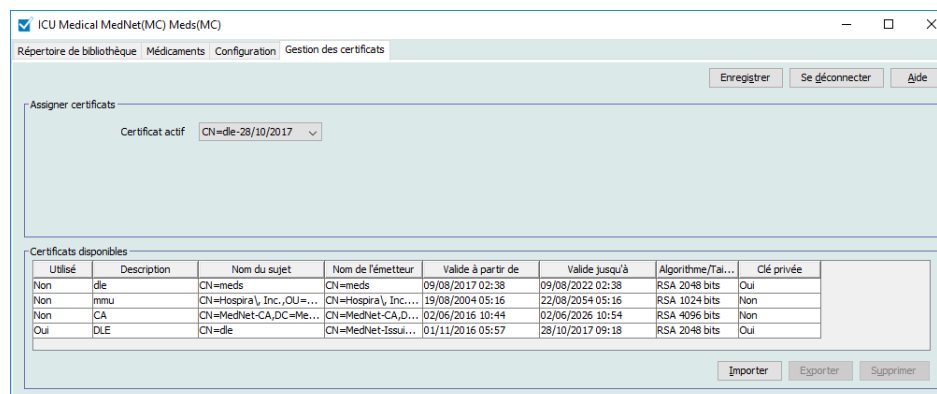 ICU Medical MedNet(MC) Meds(MC)
Répertoire de bibliothèque Médicaments Configuration Gestion des certificats
Enregistrer Se déconnecter Aide
Assigner certificats
Certificat actif CN=dle-28/10/2017
Certificats disponibles
Utilisé Description Nom du sujet Nom de l'émetteur Valide à partir de Valide jusqu'à Algorithme/Tai... Clé privée
Non dle CN=meds CN=meds 09/08/2017 02:38 09/08/2022 02:38 RSA 2048 bits Oui
Non mmu CN=Hospira\, Inc.,OU=... CN=Hospira\, Inc.... 19/08/2004 05:16 22/08/2054 05:16 RSA 1024 bits Non
Non CA CN=MedNet-CA,DC=Me... CN=MedNet-CA,D... 02/06/2016 10:44 02/06/2026 10:54 RSA 4096 bits Non
Oui DLE CN=dle CN=MedNet-Issui... 01/11/2016 05:57 28/10/2017 09:18 RSA 2048 bits Oui
Importer Exporter Supprimer